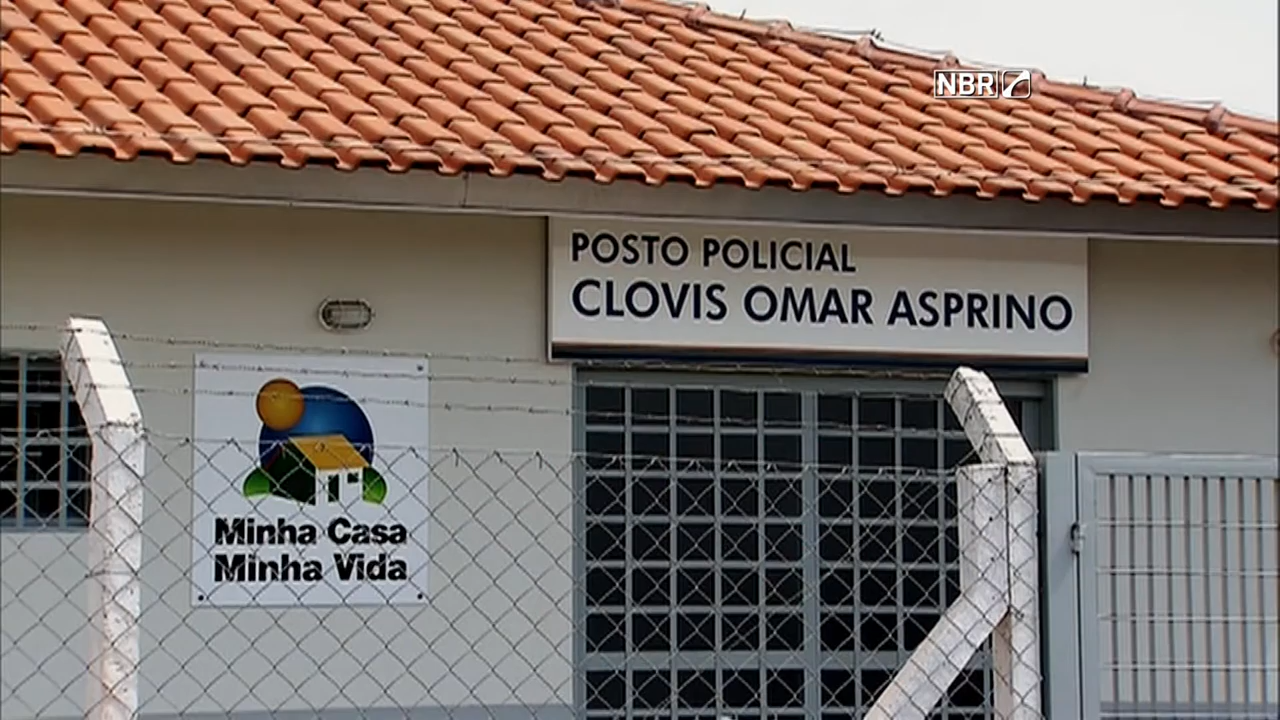 NBR
POSTO POLICIAL
CLOVIS OMAR ASPRINO
Minha Casa
Minha Vida